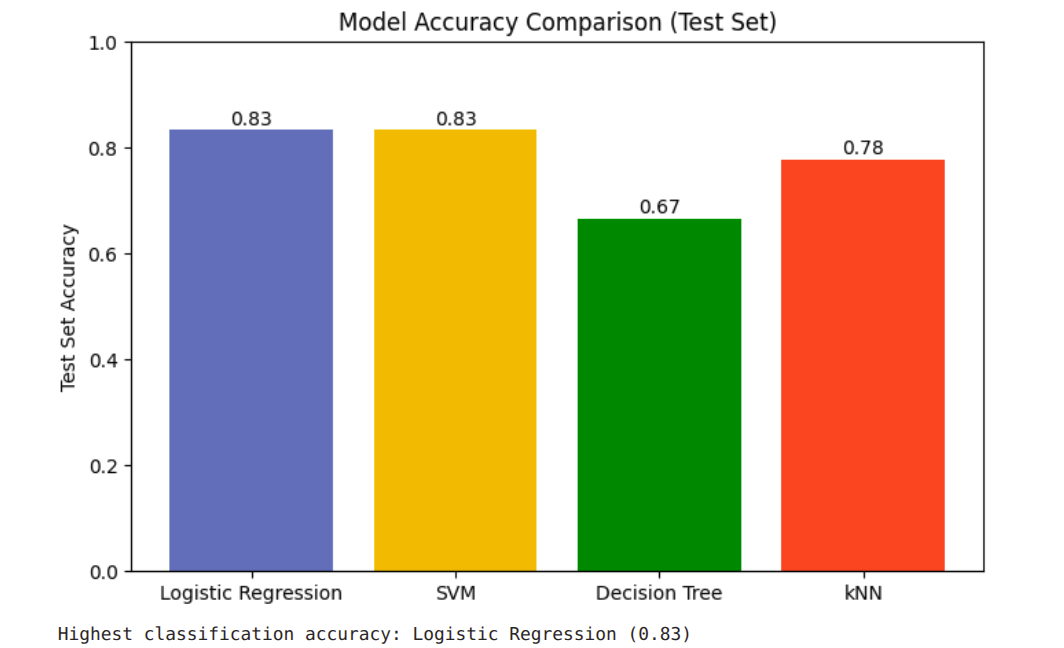 Model Accuracy Comparison (Test Set)
1.0
0.8
0.6
0.4
0.2
0.0
Test Set Accuracy
0.83
0.83
0.67
0.78
Logistic Regression
SVM
Decision Tree
kNN
Highest classification accuracy: Logistic Regression (0.83)